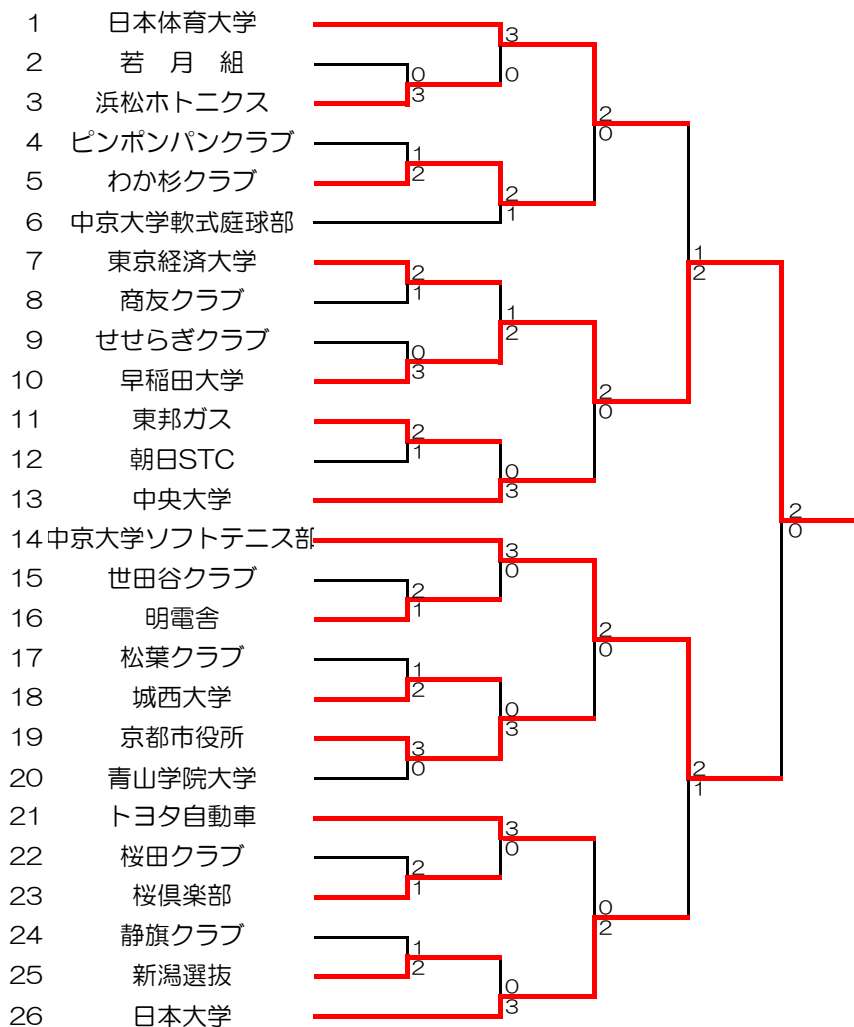 1 日本体育大学
3
2 若　月　組
0
0
3 浜松ホトニクス
3
2
0
4 ピンポンパンクラブ
1
5 わか杉クラブ
2
2
1
6 中京大学軟式庭球部
7 東京経済大学
1
2
2
8 商友クラブ
1
1
2
9 せせらぎクラブ
0
10 早稲田大学
3
2
0
11 東邦ガス
2
12 朝日STC
1
0
13 中央大学
3
2
0
14 中京大学ソフトテニス部
3
0
15 世田谷クラブ
2
16 明電舎
1
2
0
17 松葉クラブ
1
18 城西大学
2
0
3
19 京都市役所
3
20 青山学院大学
0
2
1
21 トヨタ自動車
3
0
22 桜田クラブ
2
23 桜倶楽部
1
0
2
24 静旗クラブ
1
25 新潟選抜
2
0
26 日本大学
3